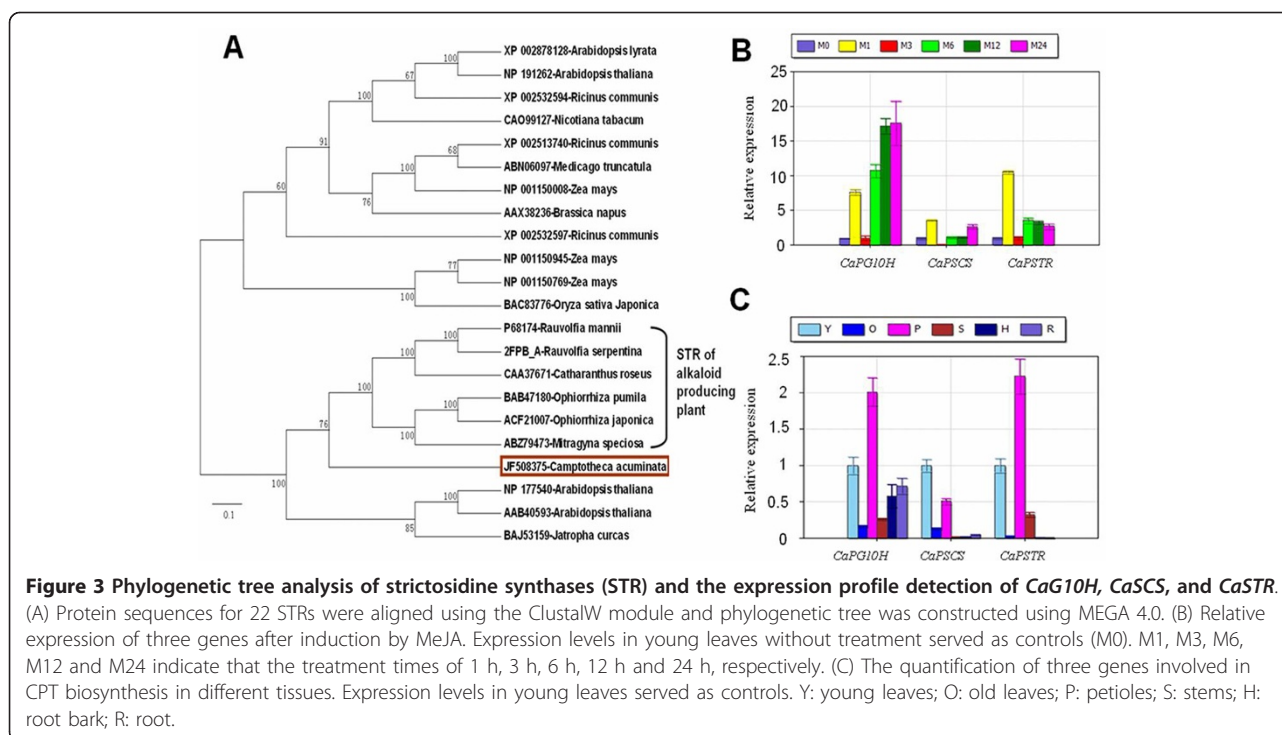 A
XP 002878128-Arabidopsis lyrata
NP 191262-Arabidopsis thaliana
XP 002532594-Ricinus communis
CAO99127-Nicotiana tabacum
XP 002513740-Ricinus communis
ABN06097-Medicago truncatula
NP 001150008-Zea mays
AAX38236-Brassica napus
XP 002532597-Ricinus communis
NP 001150945-Zea mays
NP 001150769-Zea mays
BAC83776-Oryza sativa Japonica
P68174-Rauvolfia mannii
2FPB_A-Rauvolfia serpentina
CAA37671-Catharanthus roseus
BAB47180-Ophiorrhiza pumila
ACF21007-Ophiorrhiza japonica
ABZ79473-Mitragyna speciosa
JF508375-Camptotheca acuminata
NP 177540-Arabidopsis thaliana
AAB40593-Arabidopsis thaliana
BAJ53159-Jatropha curcas
100
67
100
91
68
100
76
60
77
100
100
100
100
100
100
76
100
100
85
0.1
STR of
alkaloid
producing
plant
B
M0 M1 M3 M6 M12 M24
Relative expression
25
20
15
10
5
0
CaPG10H CaPSCS CaPSTR
C
Y O P S H R
Relative expression
2.5
2
1.5
1
0.5
0
CaPG10H CaPSCS CaPSTR
Figure 3 Phylogenetic tree analysis of strictosidine synthases (STR) and the expression profile detection of CaG10H, CaSCS, and CaSTR.
(A) Protein sequences for 22 STRs were aligned using the ClustalW module and phylogenetic tree was constructed using MEGA 4.0. (B) Relative
expression of three genes after induction by MeJA. Expression levels in young leaves without treatment served as controls (M0). M1, M3, M6,
M12 and M24 indicate that the treatment times of 1 h, 3 h, 6 h, 12 h and 24 h, respectively. (C) The quantification of three genes involved in
CPT biosynthesis in different tissues. Expression levels in young leaves served as controls. Y: young leaves; O: old leaves; P: petioles; S: stems; H:
root bark; R: root.